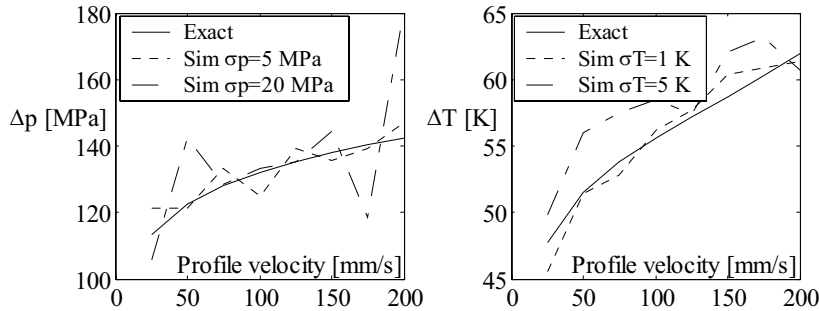 180
160
Δp [MPa]
140
120
100
0
50
100
150
200
Profile velocity [mm/s]
Exact
Sim σp=5 MPa
Sim σp=20 MPa
65
60
ΔT [K]
55
50
45
0
50
100
150
200
Profile velocity [mm/s]
Exact
Sim σT=1 K
Sim σT=5 K